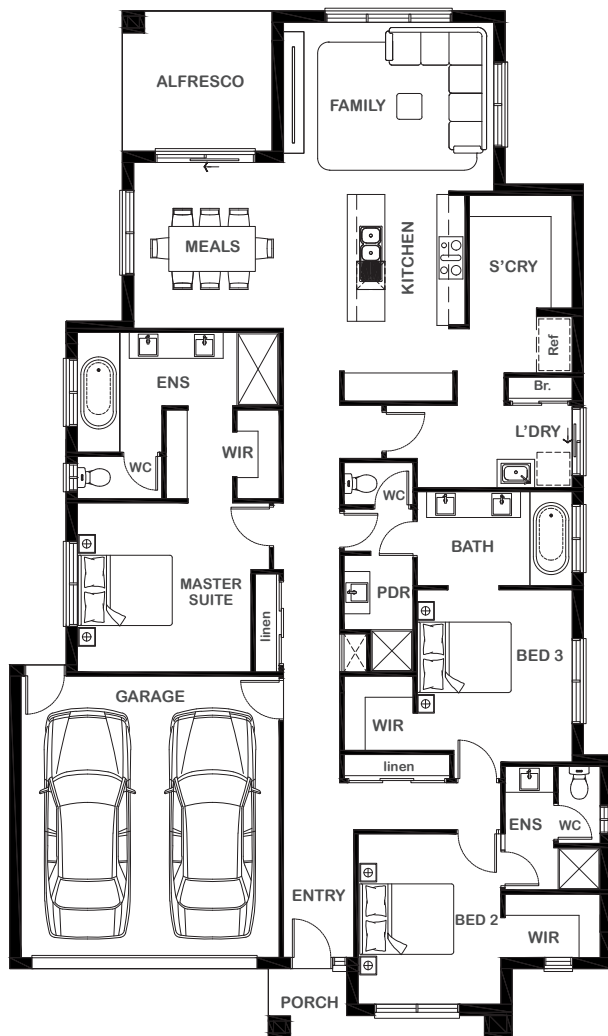 ALFRESCO
FAMILY
MEALS
KITCHEN
S'CRY
Ref
ENS
Br.
WIR
L'DRY
WC
WC
BATH
MASTER
SUITE
PDR
linen
BED 3
GARAGE
WIR
linen
ENS
WC
ENTRY
BED 2
WIR
PORCH